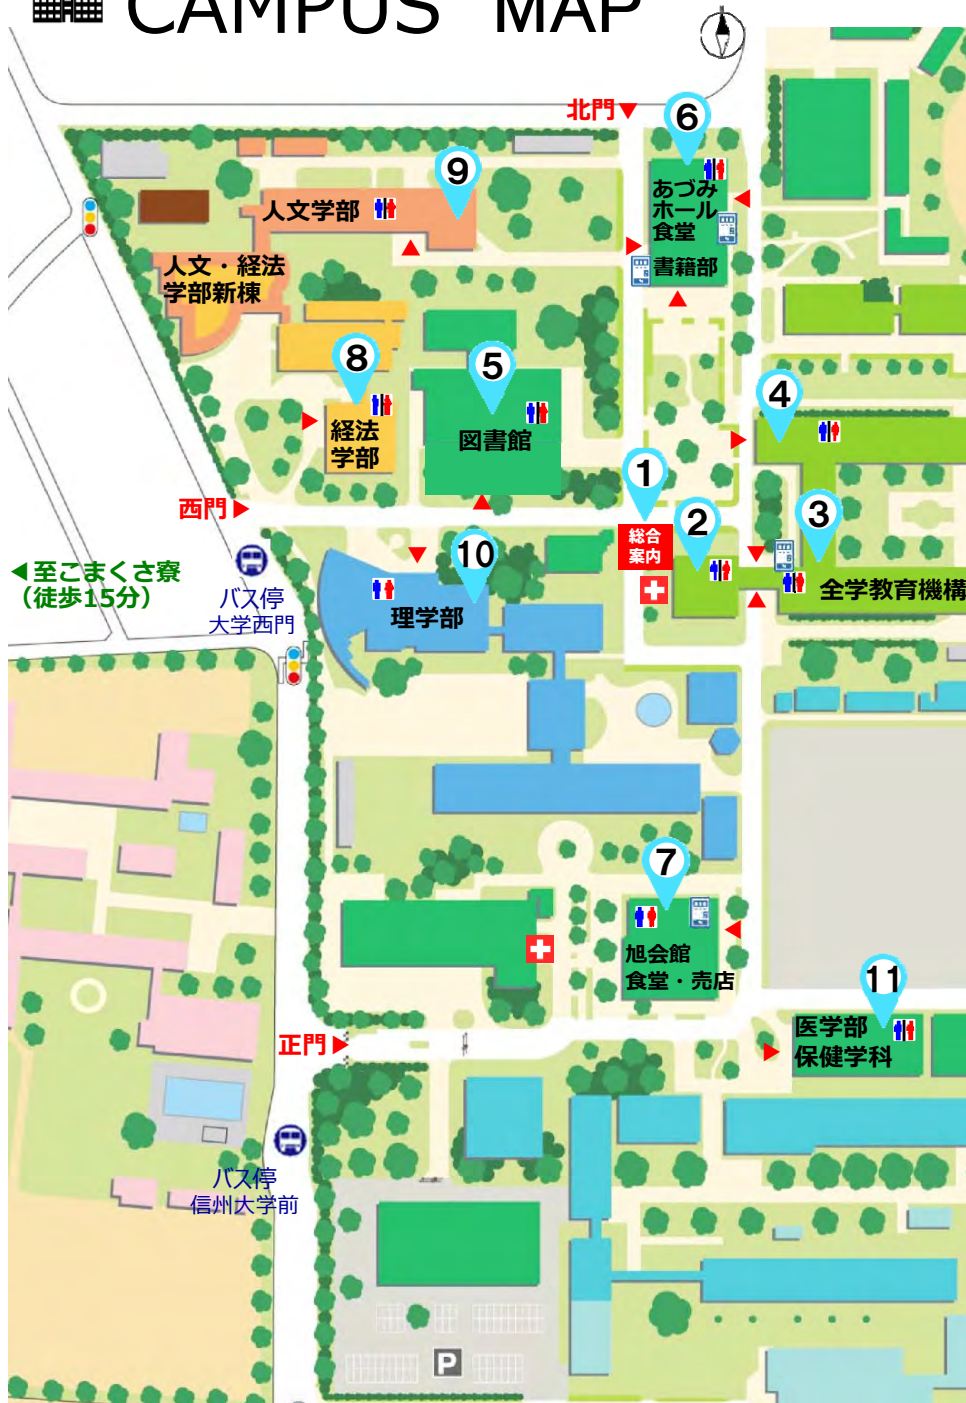 CAMPUS MAP
北門▼
6
あづみ
ホール
食堂
書籍部
9
人文学部
人文・経法
学部新棟
8
経法
学部
5
図書館
4
1
総合
案内
2
3
全学教育機構
西門▶
10
理学部
◀至こまくさ寮
（徒歩15分）
バス停
大学西門
7
旭会館
食堂・売店
11
医学部
保健学科
正門▶
バス停
信州大学前
P